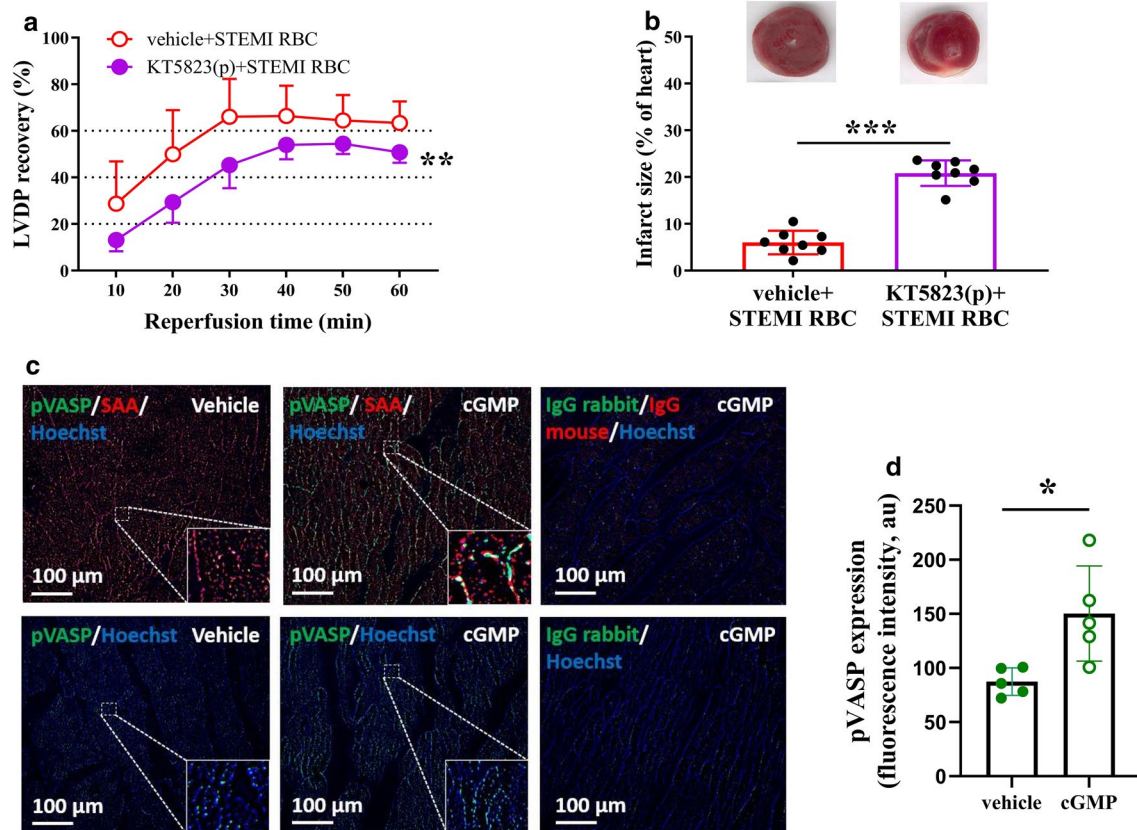 a
LVDP recovery (%)
100
80
60
40
20
0
vehicle+STEMI RBC
KT5823(p)+STEMI RBC
**
10 20 30 40 50 60
Reperfusion time (min)
b
Infarct size (% of heart)
50
40
30
20
10
0
***
vehicle+
STEMI RBC
KT5823(p)+
STEMI RBC
c
pVASP/SAA/ Vehicle
Hoechst
100 µm
pVASP/ SAA/ cGMP
Hoechst
100 µm
IgG rabbit/IgG cGMP
mouse/Hoechst
100 µm
pVASP/Hoechst Vehicle
100 µm
pVASP/Hoechst cGMP
100 µm
IgG rabbit/ cGMP
Hoechst
100 µm
d
pVASP expression
(fluorescence intensity, au)
250
200
150
100
50
0
*
vehicle cGMP